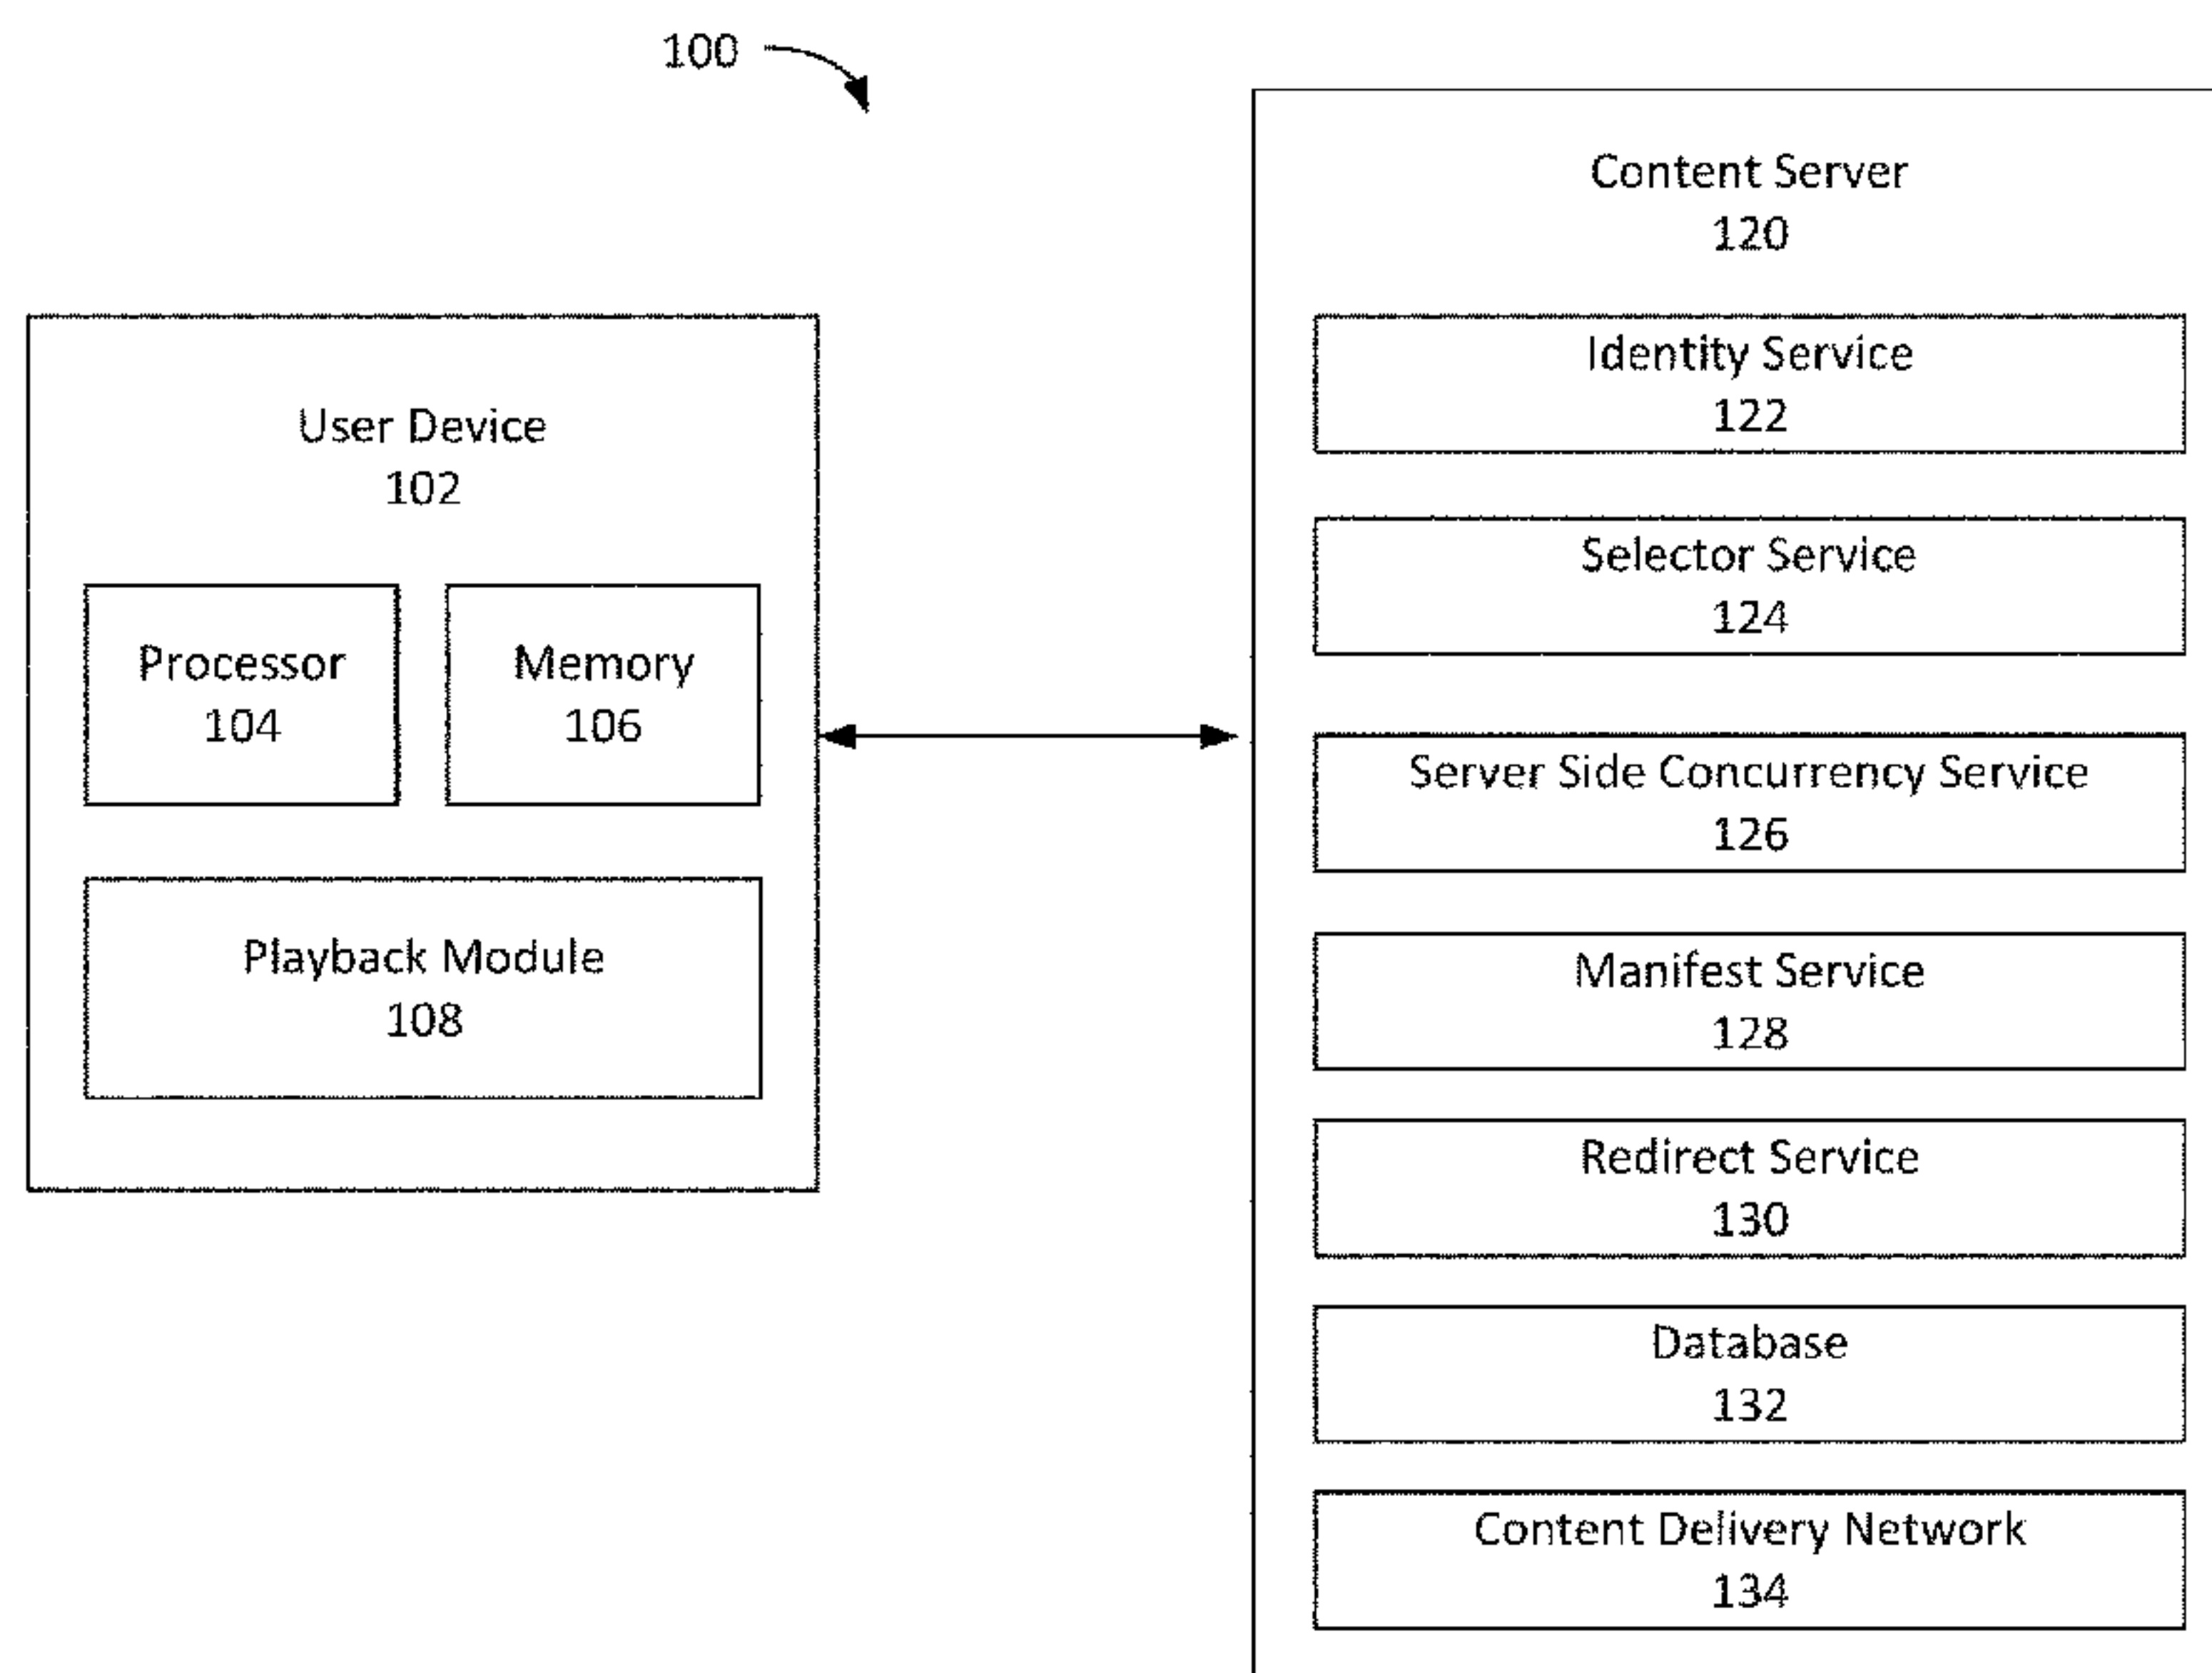 100
User Device
102
Processor
104
Memory
106
Playback Module
108
Content Server
120
Identity Service
122
Selector Service
124
Server Side Concurrency Service
126
Manifest Service
128
Redirect Service
130
Database
132
Content Delivery Network
134